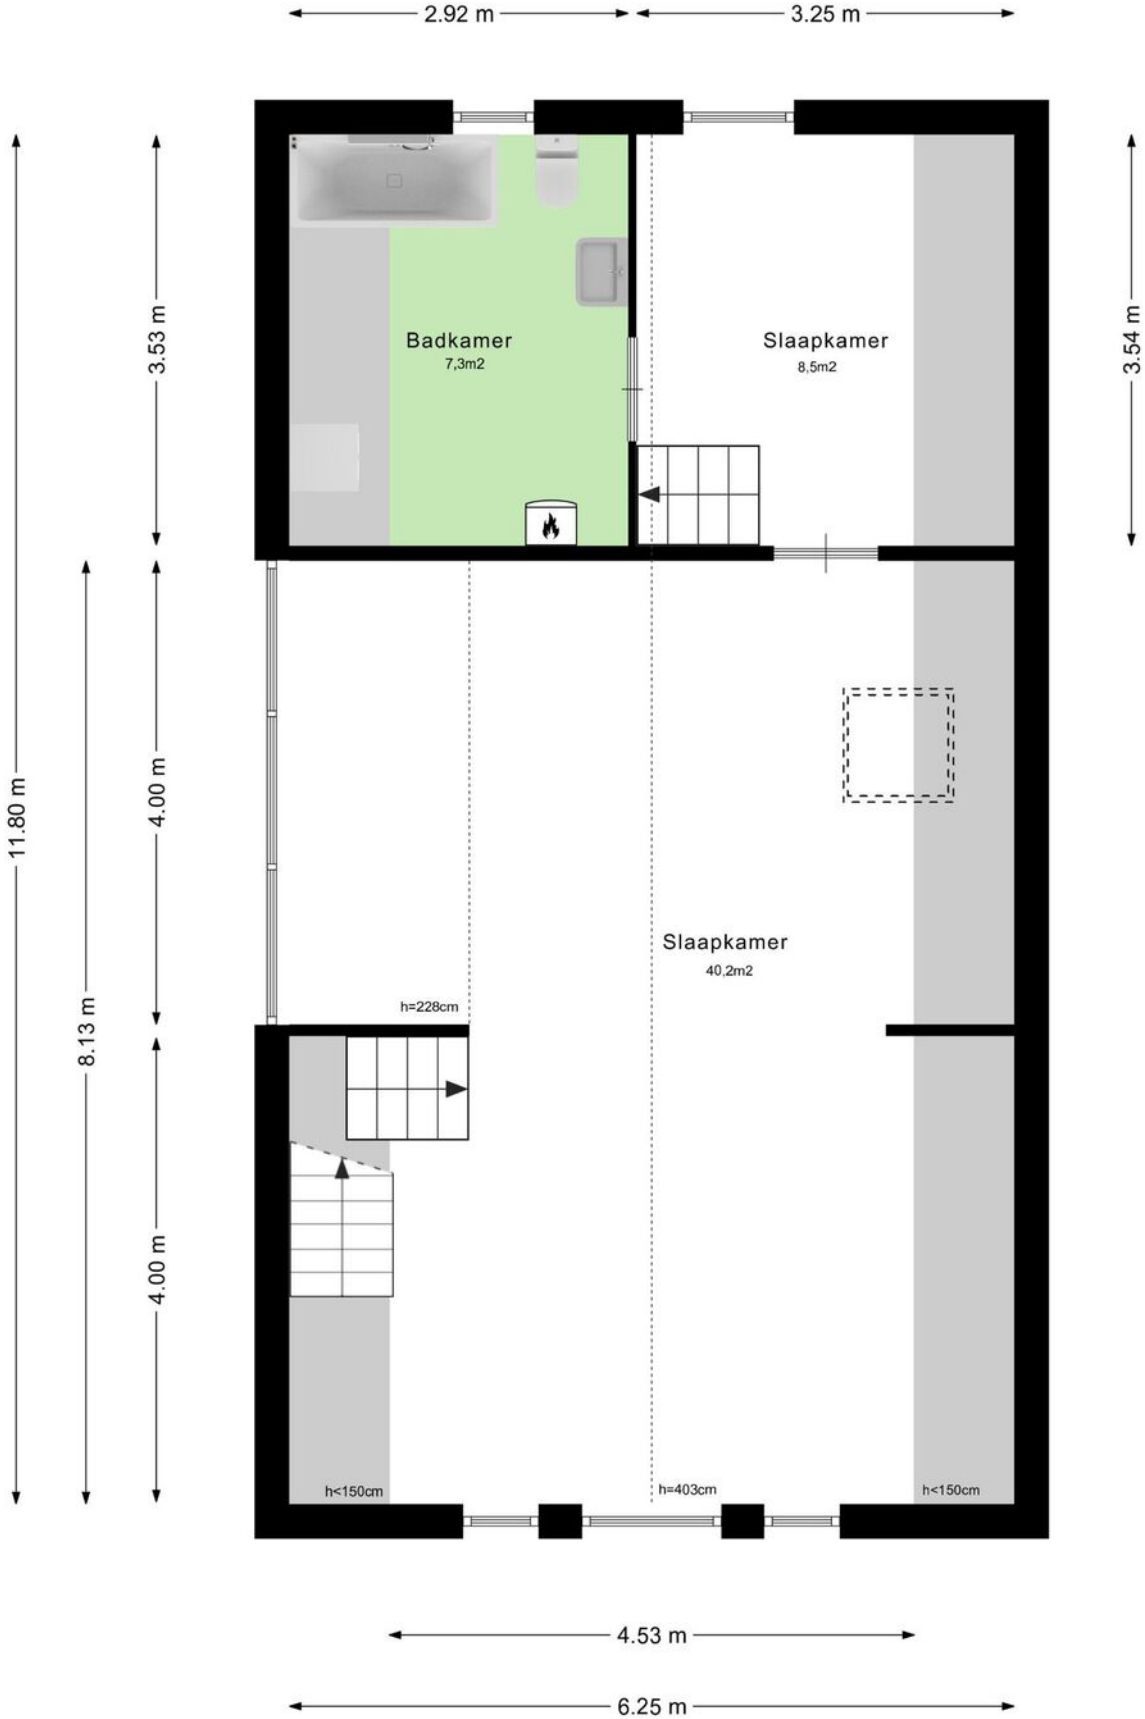 2.92 m
3.25 m
3.53 m
3.54 m
Badkamer
7,3m2
Slaapkamer
8,5m2
11.80 m
4.00 m
Slaapkamer
40,2m2
h=228cm
8.13 m
4.00 m
h<150cm
h=403cm
h<150cm
4.53 m
6.25 m